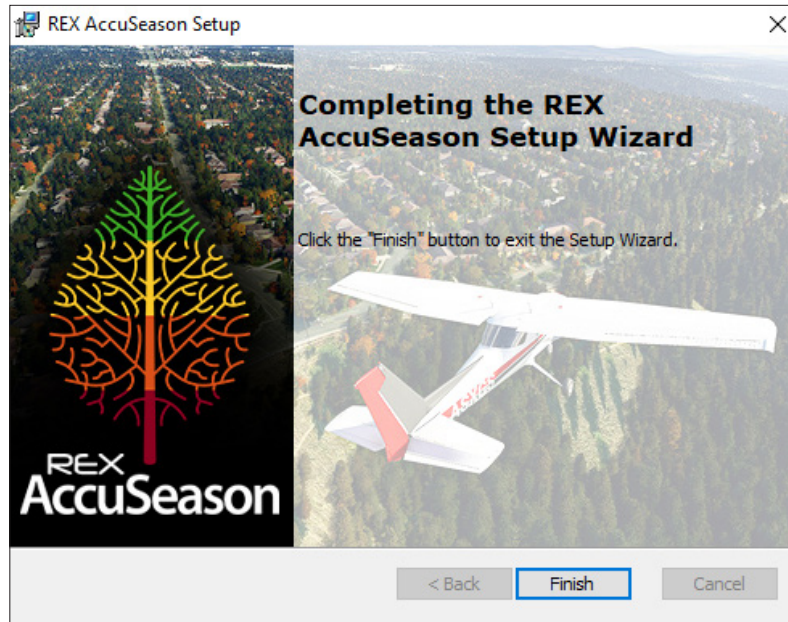 REX AccuSeason Setup
Completing the REX
AccuSeason Setup Wizard
Click the "Finish" button to exit the Setup Wizard.
REX
AccuSeason
< Back
Finish
Cancel